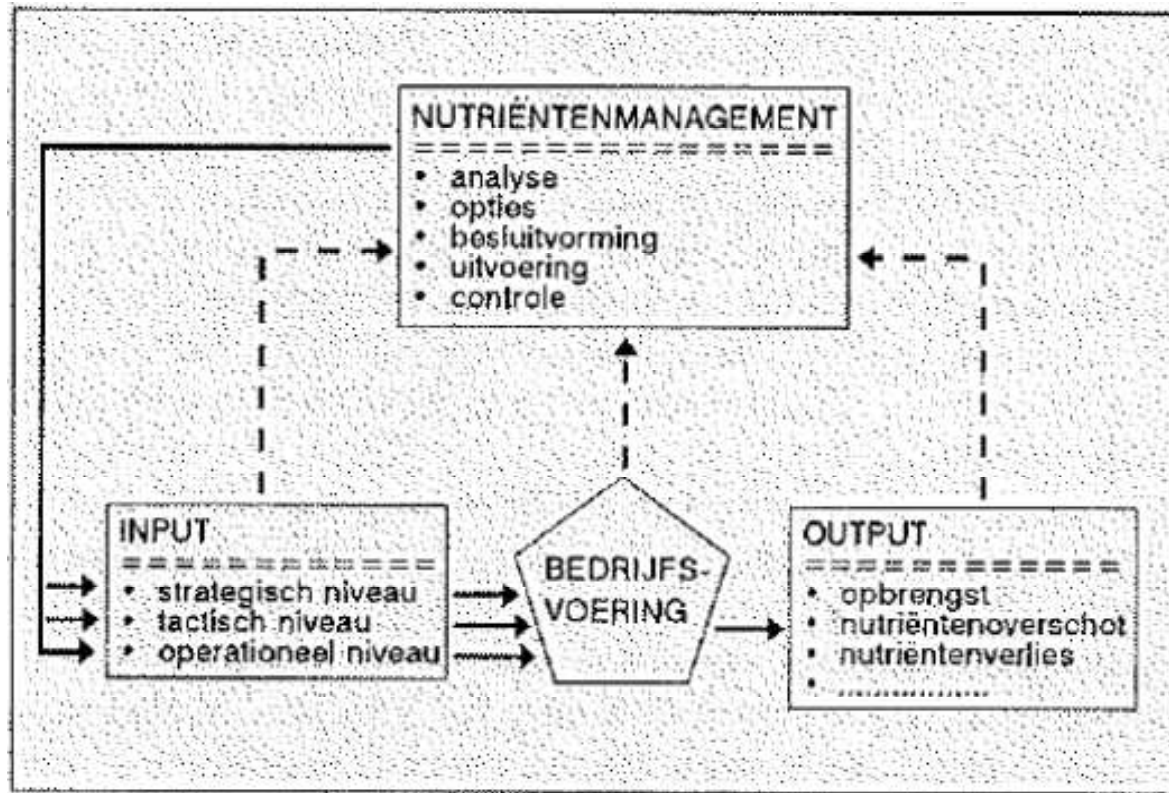 NUTRIËNTENMANAGEMENT
• analyse
• opties
• besluitvorming
• uitvoering
• controle
INPUT
• strategisch niveau
• tactisch niveau
• operationeel niveau
BEDRIJFS-
VOERING
OUTPUT
• opbrengst
• nutriëntenoverschot
• nutriëntenverlies
• ....................